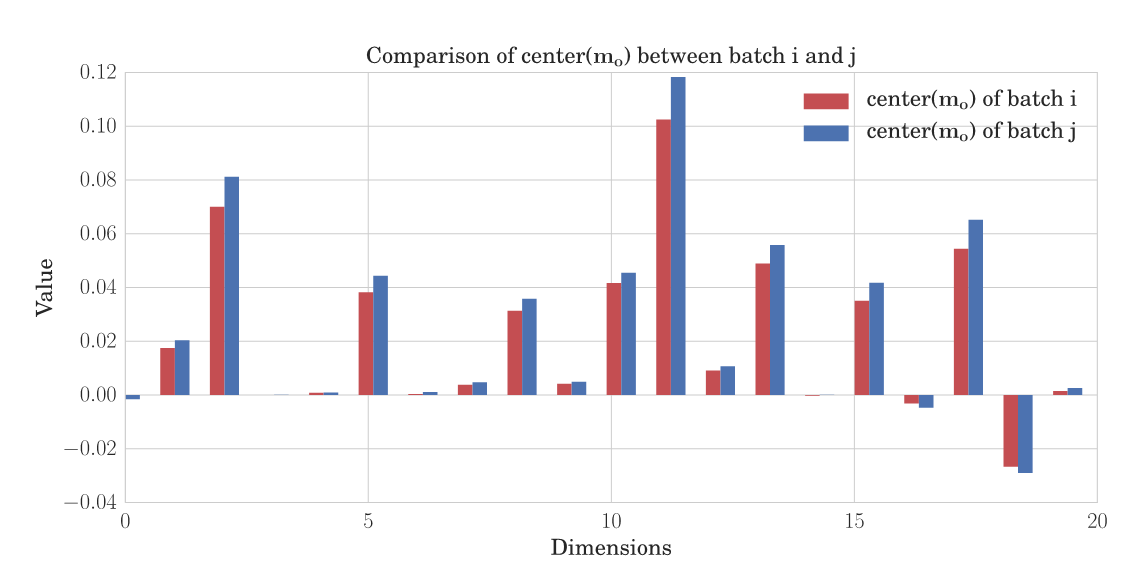 Comparison of center(mₒ) between batch i and j
0.12
0.10
0.08
0.06
0.04
0.02
0.00
−0.02
−0.04
Value
center(mₒ) of batch i
center(mₒ) of batch j
0 5 10 15 20
Dimensions